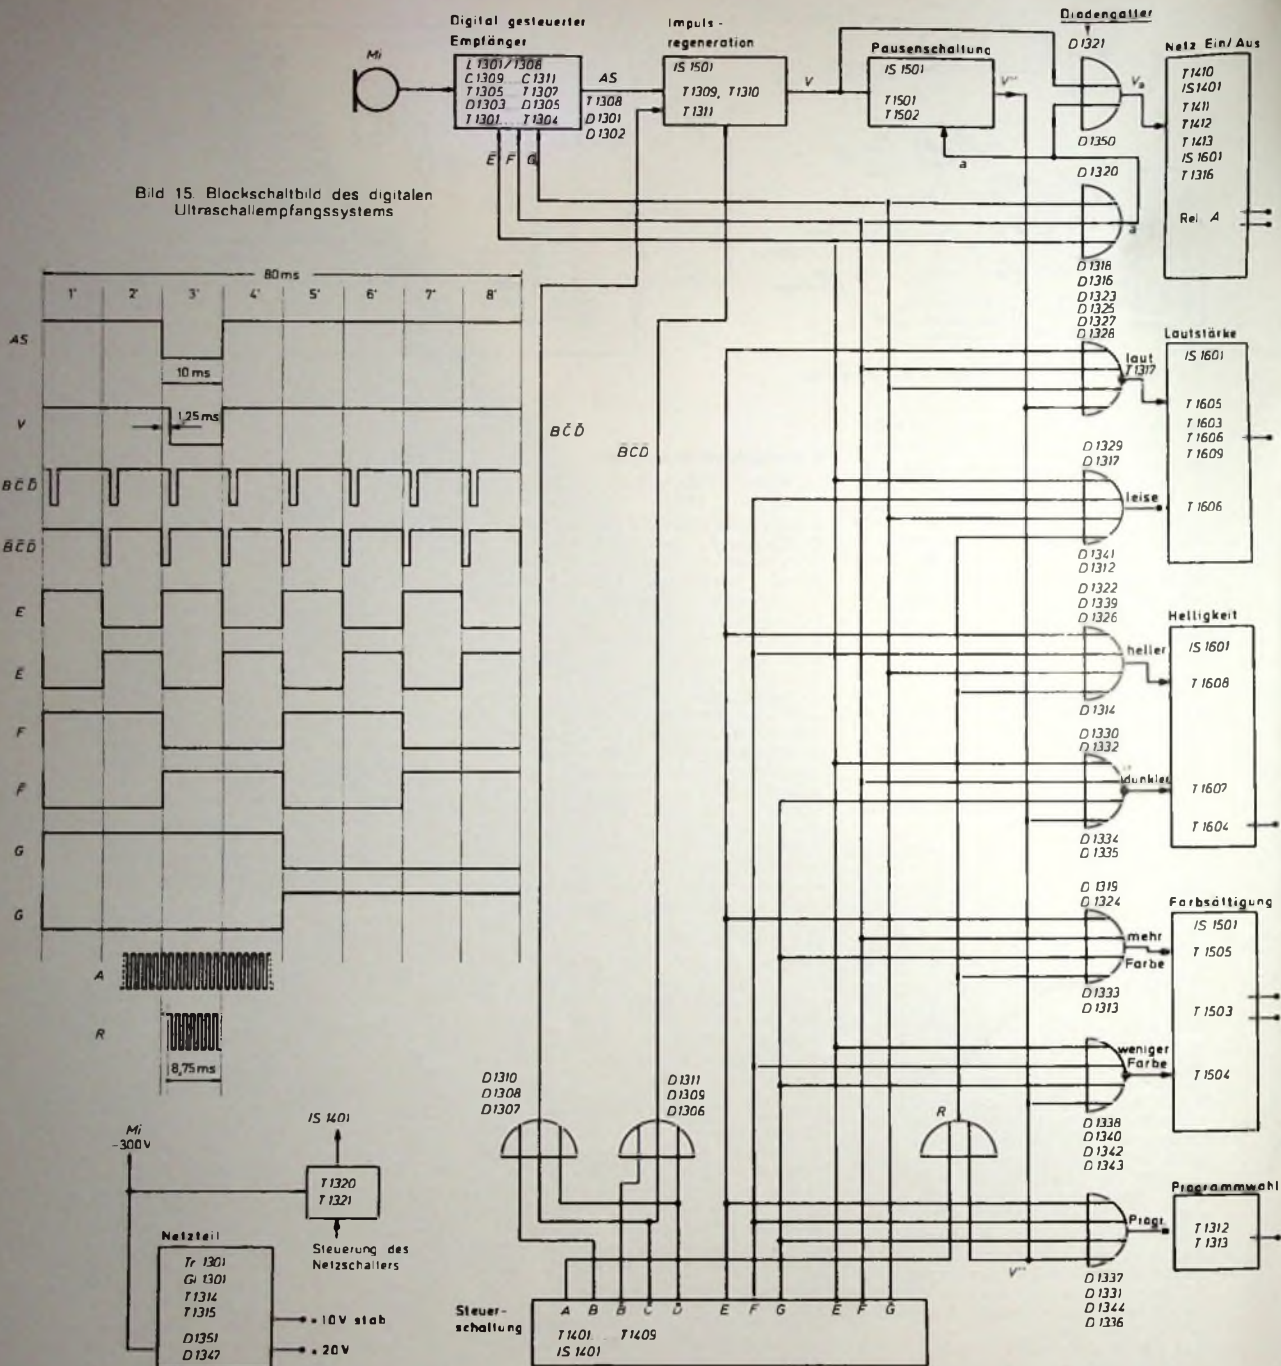 Diodengatter
Digital gesteuerter
Empfänger
Impuls-
regeneration
Pausenschaltung
D 1321
Netz Ein/Aus
Mi
L 1301/1308
C 1309 C 1311
T 1305 T 1307
D 1303 D 1305
T 1301 .. T 1304
AS
T 1308
D 1301
D 1302
IS 1501
T 1309, T 1310
T 1311
V
IS 1501
T 1501
T 1502
V''
Va
D 1350
T 1410
IS 1401
T 1411
T 1412
T 1413
IS 1601
T 1316
Rel A
Ē F̄ Ḡ
a
D 1320
a
Bild 15. Blockschaltbild des digitalen
Ultraschallempfangssystems
D 1318
D 1316
D 1323
D 1325
D 1327
D 1328
80 ms
1' 2' 3' 4' 5' 6' 7' 8'
AS
10 ms
V
1,25 ms
BC̄D̄
B̄C̄D̄
E
Ē
F
F̄
G
G
A
R
8,75 ms
BC̄D̄
B̄C̄D̄
laut
T 1317
Lautstärke
IS 1601
T 1605
T 1603
T 1606
T 1609
T 1606
D 1329
D 1317
leise
D 1341
D 1312
D 1322
D 1339
D 1326
heller
Helligkeit
IS 1601
T 1608
T 1607
T 1604
D 1314
D 1330
D 1332
dunkler
D 1334
D 1335
D 1319
D 1324
mehr
Farbe
Farbsättigung
IS 1501
T 1505
T 1503
T 1504
D 1333
D 1313
weniger
Farbe
D 1338
D 1340
D 1342
D 1343
D 1310
D 1308
D 1307
D 1311
D 1309
D 1306
R
Mi
-300V
IS 1401
T 1320
T 1321
Steuerung des
Netzschalters
Netzteil
Tr 1301
Gl 1301
T 1314
T 1315
D 1351
D 1347
+10V stab
+20V
Programmwahl
Progr.
T 1312
T 1313
V''
D 1337
D 1331
D 1344
D 1336
Steuer-
schaltung
A B B̄ C̄ D̄ E F G Ē F̄ Ḡ
T 1401 .. T 1409
IS 1401